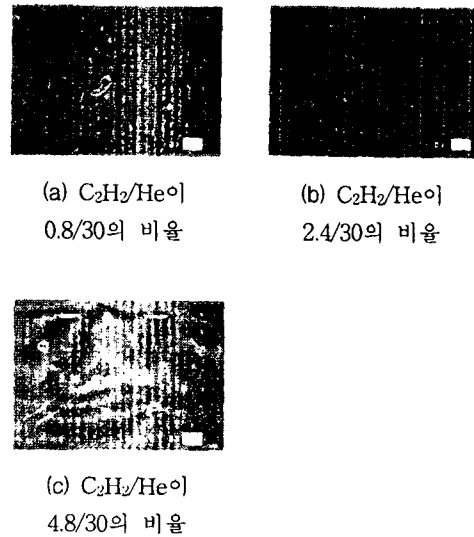 (a) C₂H₂/He이
0.8/30의 비율
(b) C₂H₂/He이
2.4/30의 비율
(c) C₂H₂/He이
4.8/30의 비율